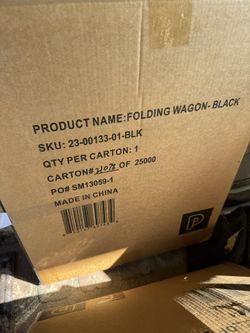 PRODUCT NAME:FOLDING WAGON- BLACK
SKU: 23-00133-01-BLK
QTY PER CARTON: 1
CARTON# OF 25000
PO# SM13059-1
MADE IN CHINA
P